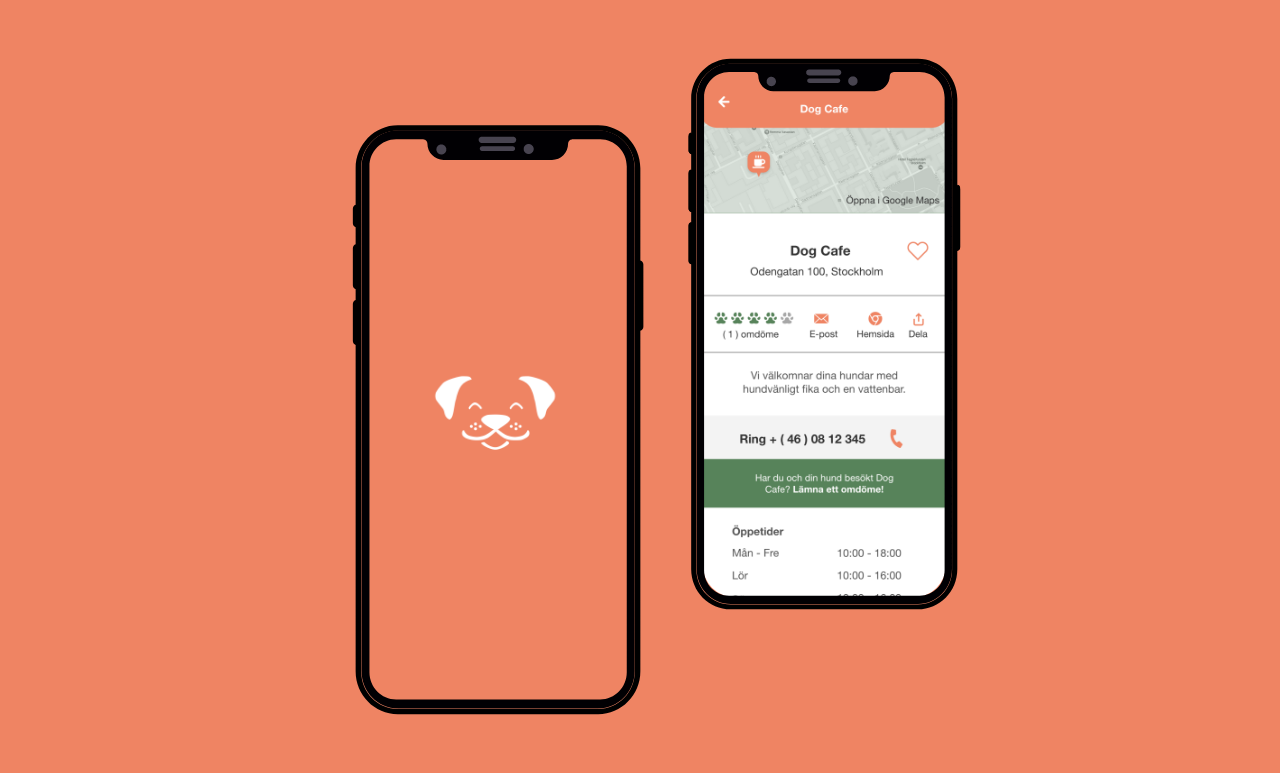 Dog Cafe
Öppna i Google Maps
Dog Cafe
Odengatan 100, Stockholm
( 1 ) omdöme
E-post
Hemsida
Dela
Vi välkomnar dina hundar med
hundvänligt fika och en vattenbar.
Ring + ( 46 ) 08 12 345
Har du och din hund besökt Dog
Cafe? Lämna ett omdöme!
Öppetider
Mån - Fre 10:00 - 18:00
Lör 10:00 - 16:00